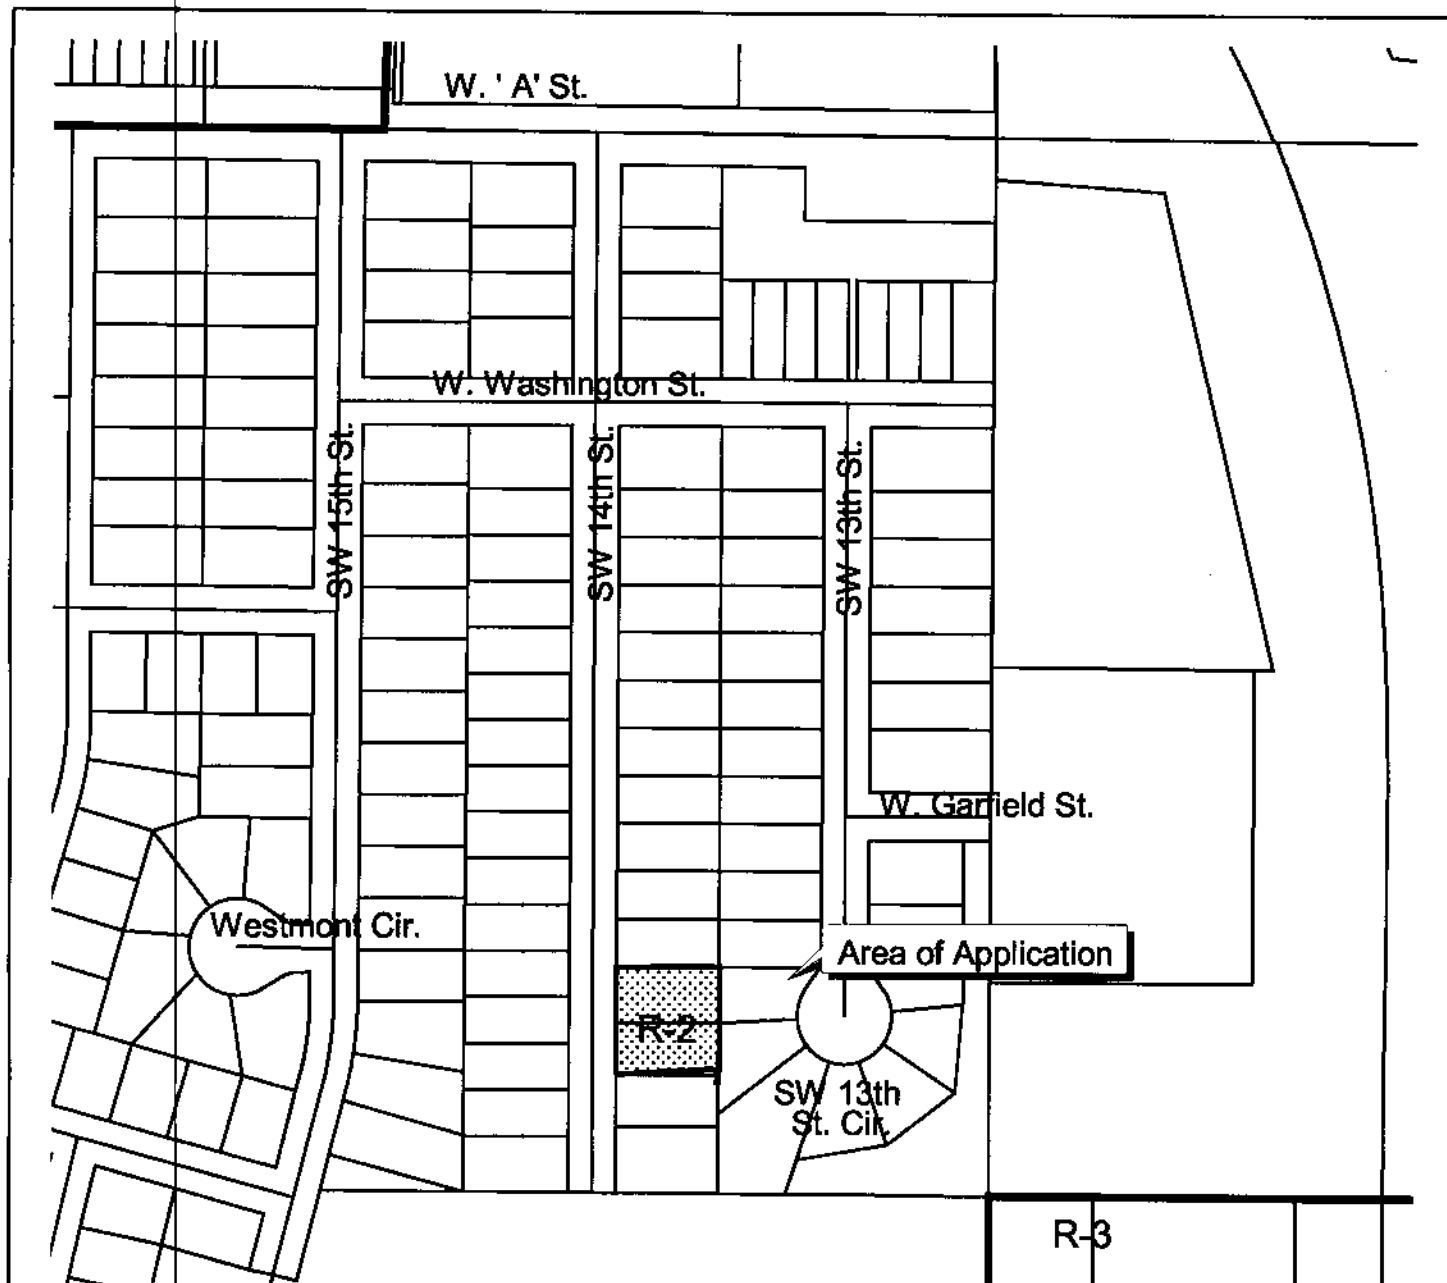 W. ' A' St.
W. Washington St.
SW 15th St.
SW 14th St.
SW 13th St.
W. Garfield St.
Westmont Cir.
Area of Application
R-2
SW 13th
St. Cir.
R-3